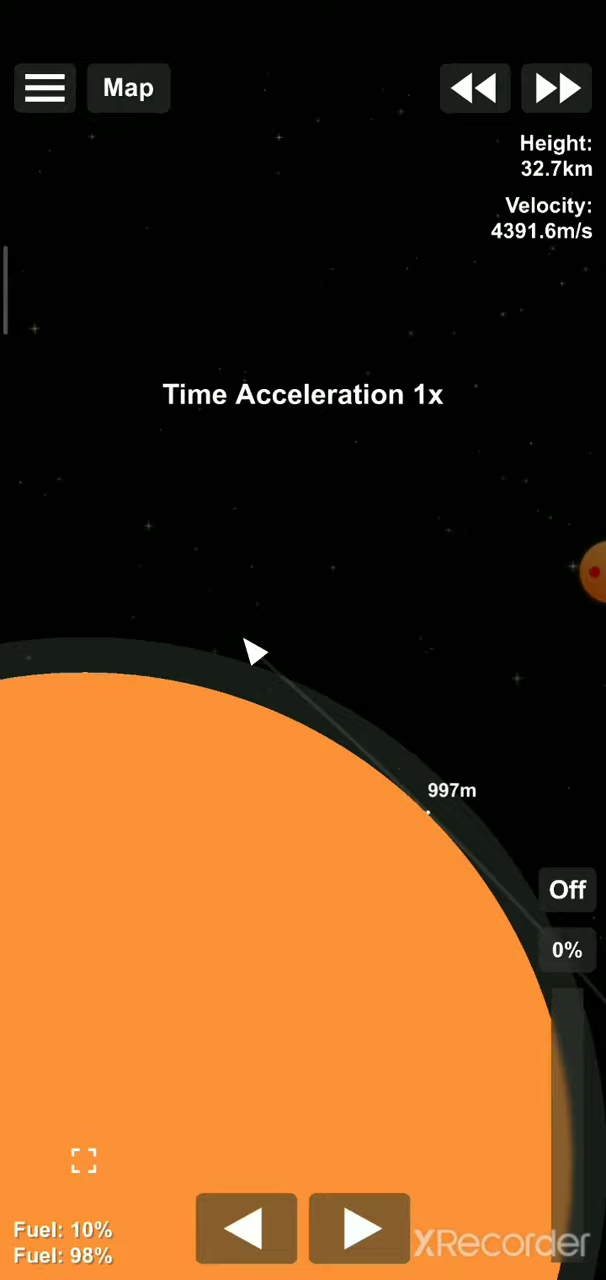 Map
Height:
32.7km
Velocity:
4391.6m/s
Time Acceleration 1x
997m
Off
0%
Fuel: 10%
Fuel: 98%
XRecorder